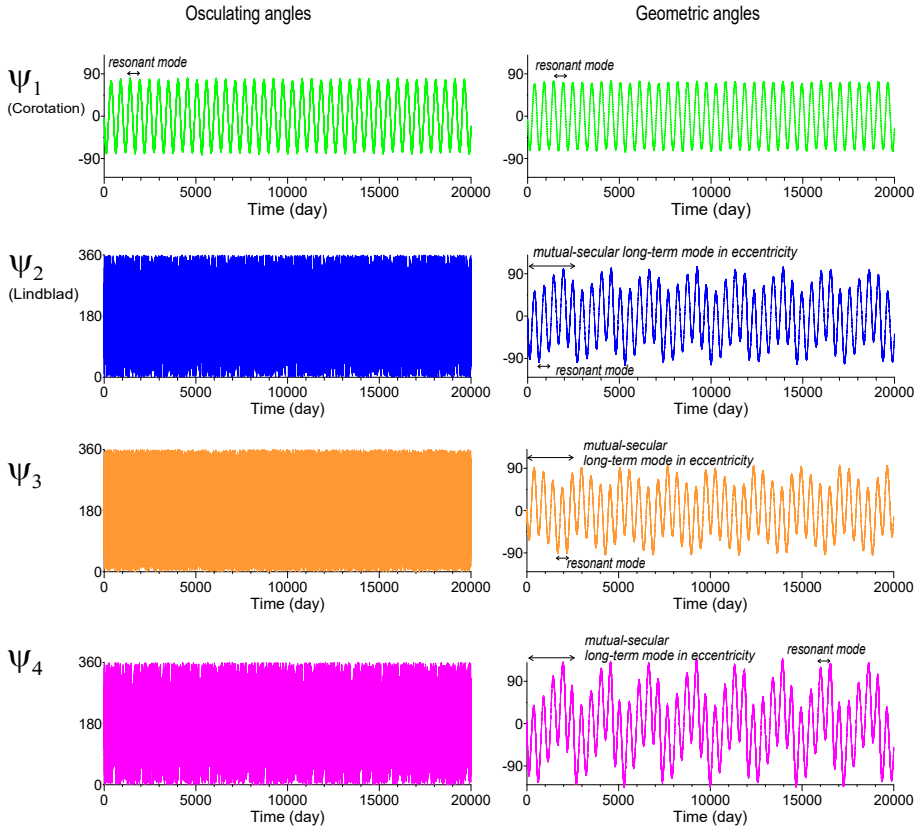 Osculating angles
Geometric angles
ψ1
(Corotation)
resonant mode
90
0
-90
0 5000 10000 15000 20000
Time (day)
resonant mode
90
0
-90
0 5000 10000 15000 20000
Time (day)
ψ2
(Lindblad)
360
180
0
0 5000 10000 15000 20000
Time (day)
mutual-secular long-term mode in eccentricity
90
0
-90
resonant mode
0 5000 10000 15000 20000
Time (day)
ψ3
360
180
0
0 5000 10000 15000 20000
Time (day)
mutual-secular
long-term mode in eccentricity
90
0
-90
resonant mode
0 5000 10000 15000 20000
Time (day)
ψ4
360
180
0
0 5000 10000 15000 20000
Time (day)
mutual-secular
long-term mode in eccentricity
resonant mode
90
0
-90
0 5000 10000 15000 20000
Time (day)